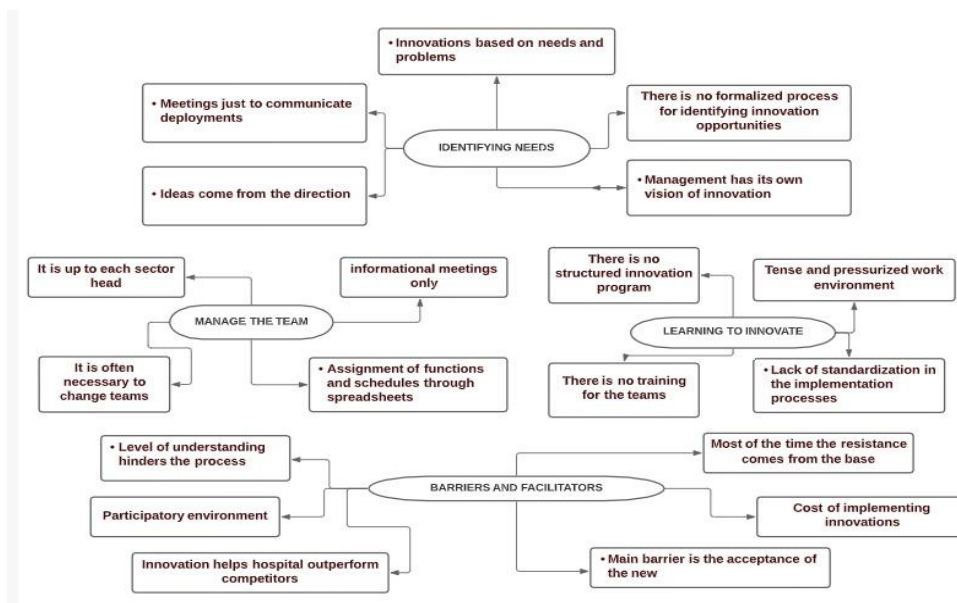 • Innovations based on needs and
problems
• Meetings just to communicate
deployments
There is no formalized process
for identifying innovation
opportunities
IDENTIFYING NEEDS
• Ideas come from the direction
• Management has its own
vision of innovation
It is up to each sector
head
informational meetings
only
MANAGE THE TEAM
It is often
necessary to
change teams
• Assignment of functions
and schedules through
spreadsheets
There is no
structured innovation
program
Tense and pressurized work
environment
LEARNING TO INNOVATE
There is no training
for the teams
• Lack of standardization in
the implementation
processes
• Level of understanding
hinders the process
Most of the time the resistance
comes from the base
BARRIERS AND FACILITATORS
Participatory environment
Cost of implementing
innovations
Innovation helps hospital outperform
competitors
• Main barrier is the acceptance of
the new